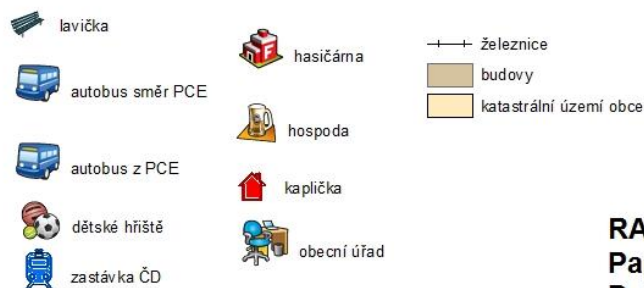 lavička
autobus směr PCE
autobus z PCE
dětské hřiště
zastávka ČD
hasičárna
hospoda
kaplička
obecní úřad
železnice
budovy
katastrální území obce
RA
Pa